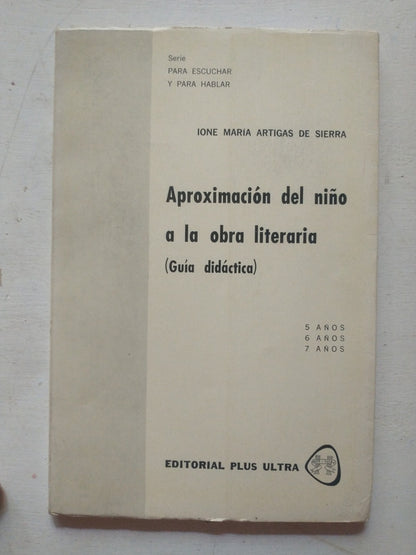 Serie
PARA ESCUCHAR
Y PARA HABLAR
IONE MARIA ARTIGAS DE SIERRA
Aproximación del niño
a la obra literaria
(Guía didáctica)
5 AÑOS
6 AÑOS
7 AÑOS
EDITORIAL PLUS ULTRA